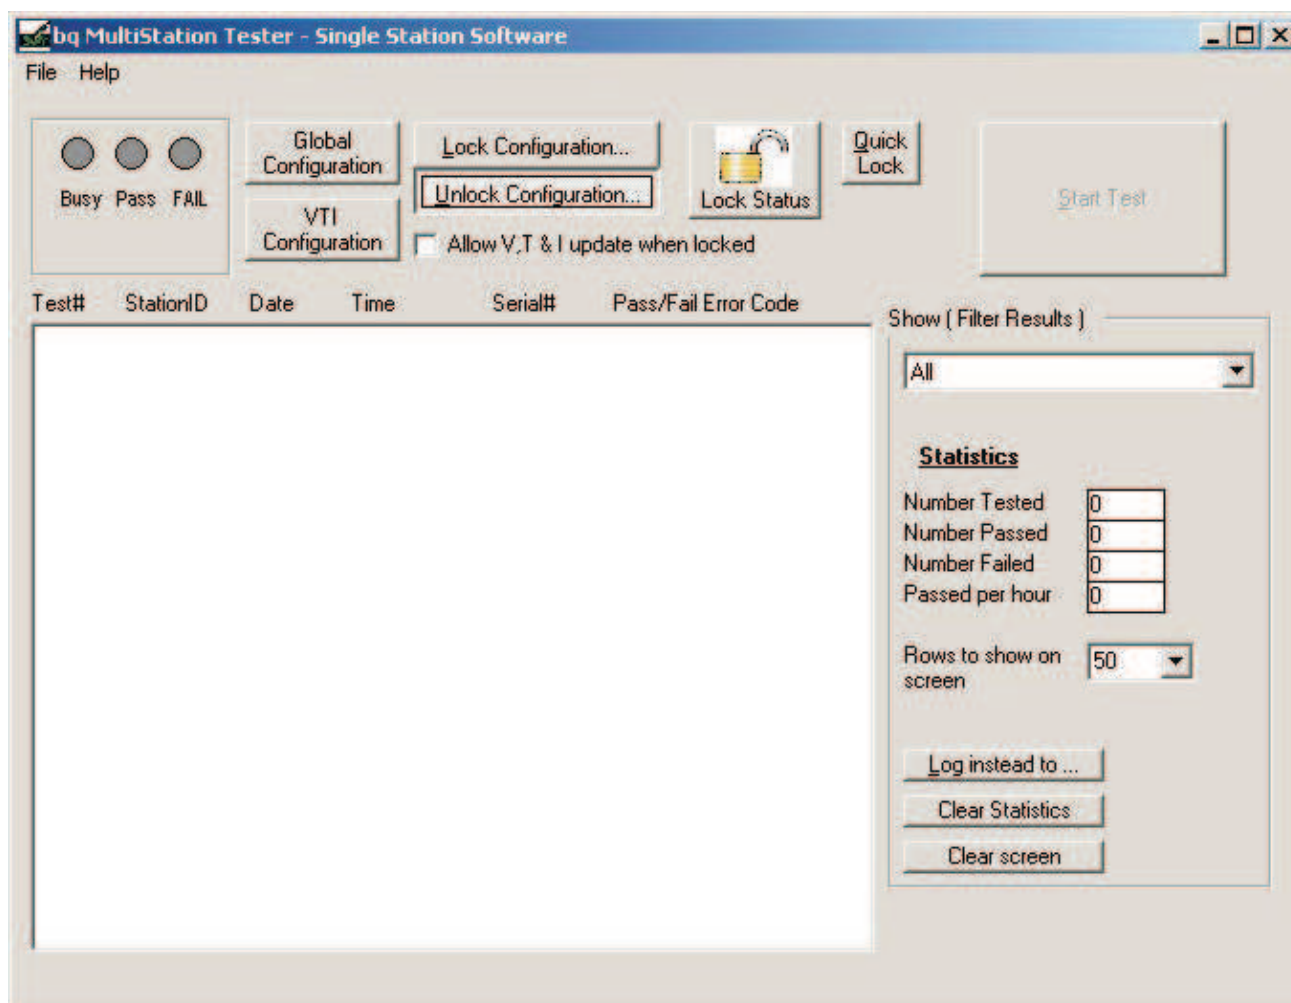 bq MultiStation Tester - Single Station Software
File Help
Busy Pass FAIL
Global
Configuration
VTI
Configuration
Lock Configuration...
Unlock Configuration...
Allow V,T & I update when locked
Lock Status
Quick
Lock
Start Test
Test# StationID Date Time Serial# Pass/Fail Error Code
Show ( Filter Results )
All
Statistics
Number Tested 0
Number Passed 0
Number Failed 0
Passed per hour 0
Rows to show on
screen
50
Log instead to ...
Clear Statistics
Clear screen